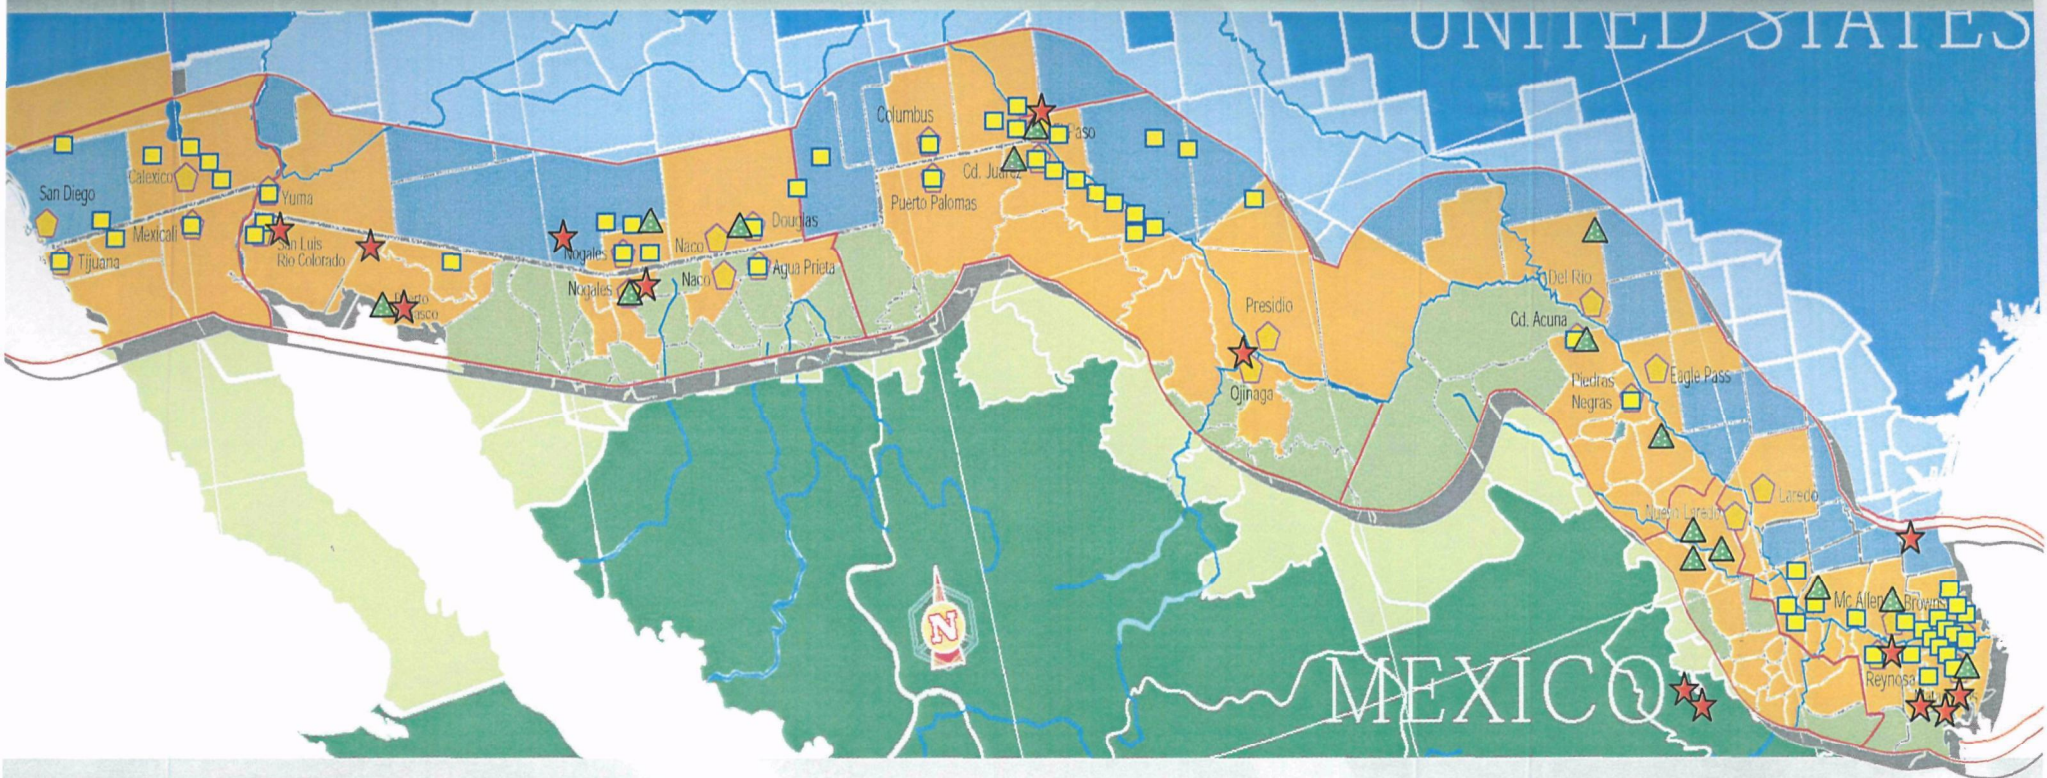 UNITED STATES
Columbus
Paso
Cd. Juarez
Calexico
San Diego
Yuma
Puerto Palomas
Mexicali
San Luis
Rio Colorado
Tijuana
Nogales
Naco
Douglas
Nogales
Naco
Agua Prieta
Presidio
Ojinaga
Del Rio
Cd. Acuna
Piedras
Negras
Eagle Pass
Laredo
Nuevo Laredo
Mc Allen
Browns
Reynosa
MEXICO
N